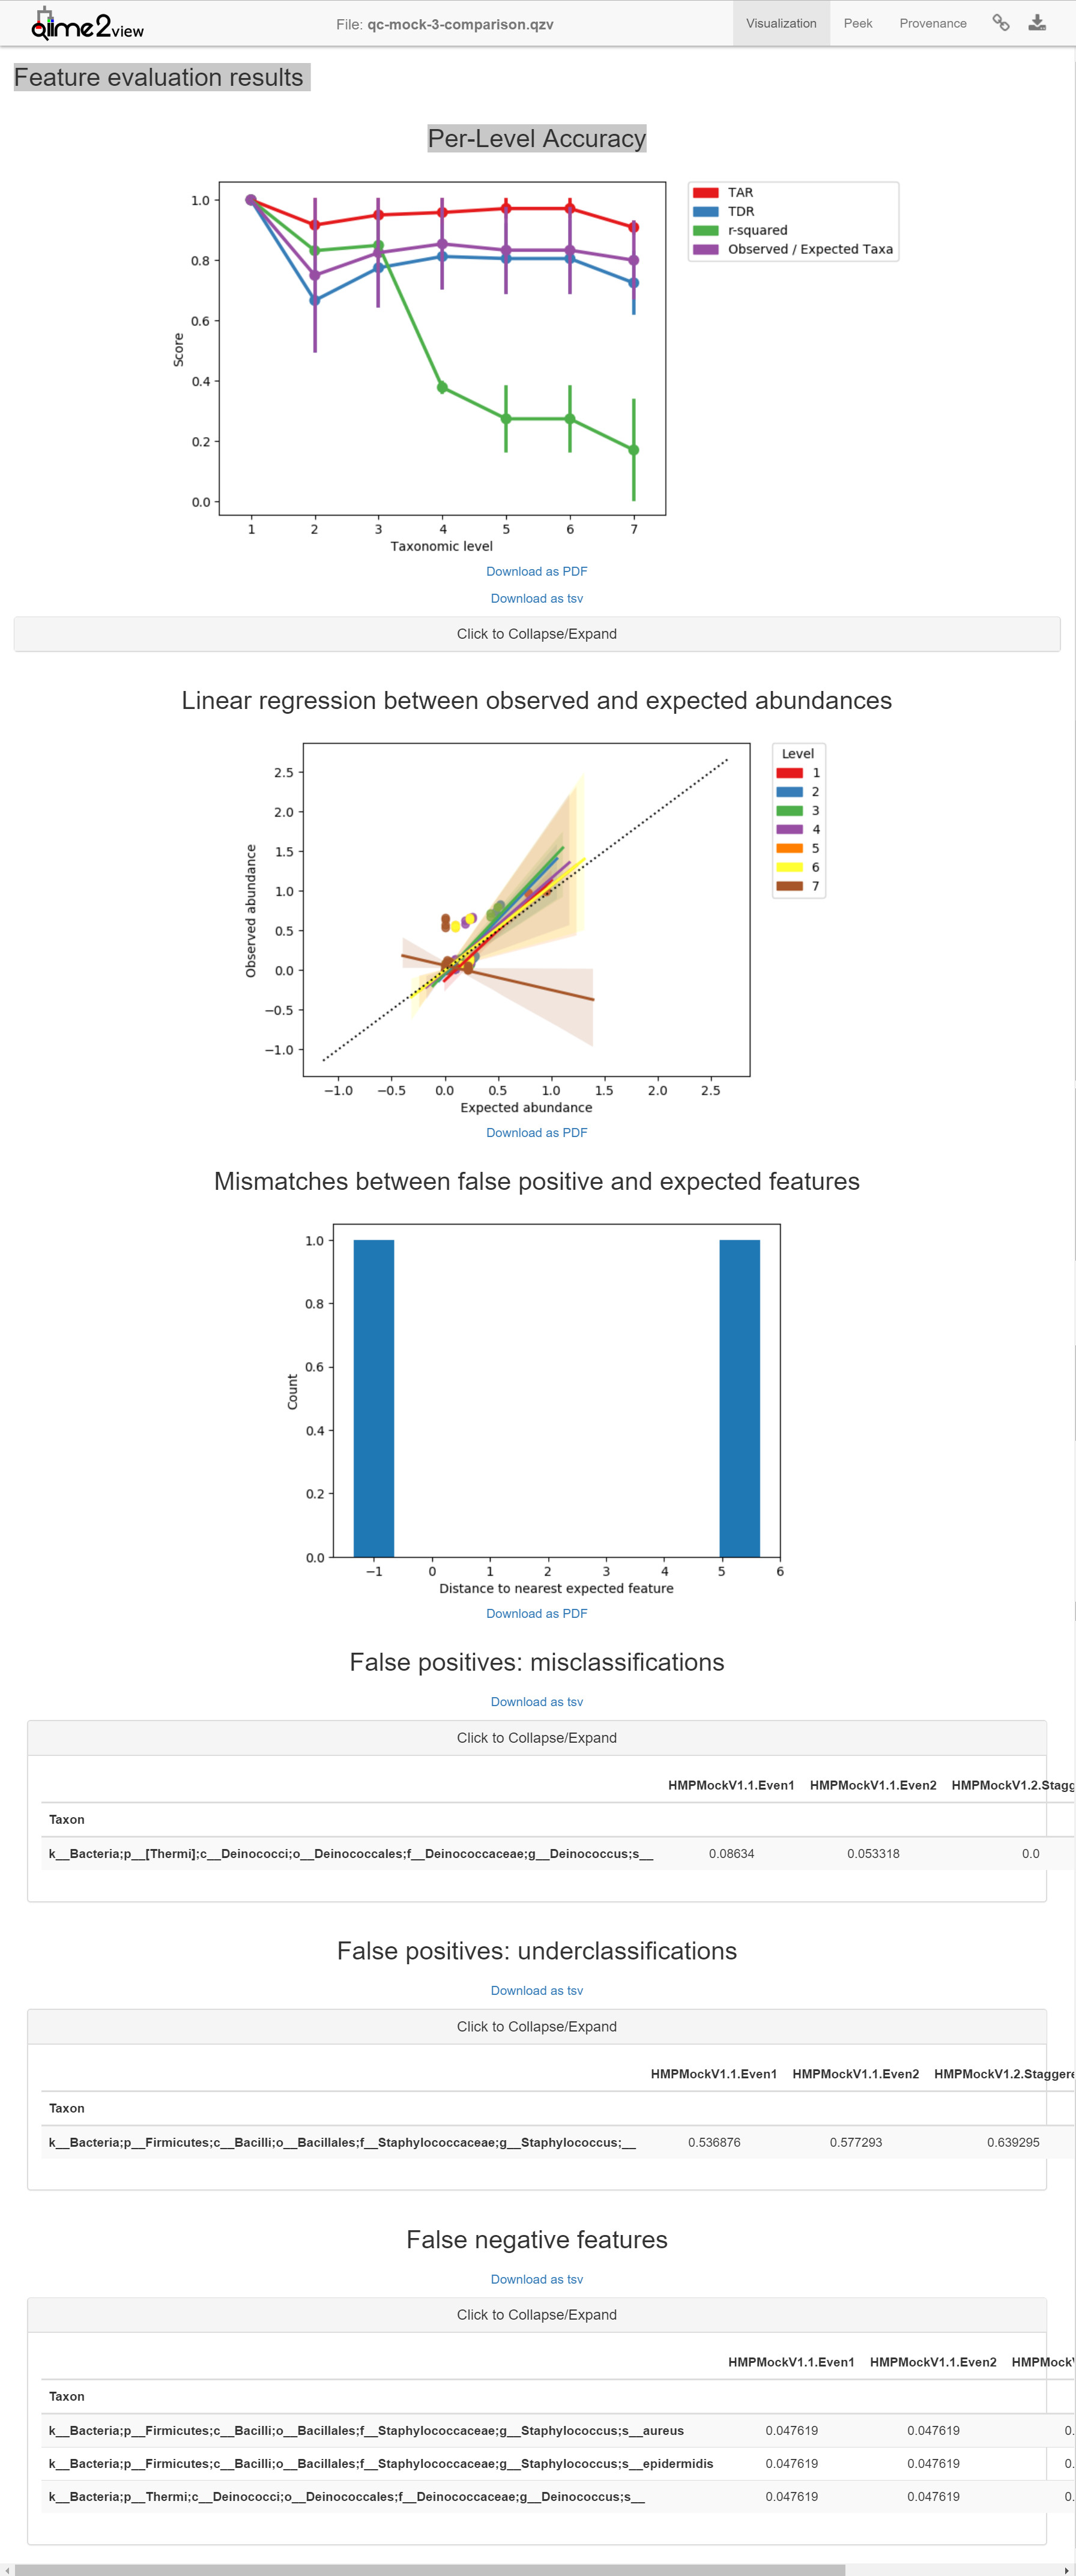 qiime2view
File: qc-mock-3-comparison.qzv
Visualization
Peek
Provenance
Feature evaluation results
Per-Level Accuracy
1.0
0.8
0.6
0.4
0.2
0.0
Score
1 2 3 4 5 6 7
Taxonomic level
TAR
TDR
r-squared
Observed / Expected Taxa
Download as PDF
Download as tsv
Click to Collapse/Expand
Linear regression between observed and expected abundances
2.5
2.0
1.5
1.0
0.5
0.0
−0.5
−1.0
Observed abundance
−1.0 −0.5 0.0 0.5 1.0 1.5 2.0 2.5
Expected abundance
Level
1
2
3
4
5
6
7
Download as PDF
Mismatches between false positive and expected features
1.0
0.8
0.6
0.4
0.2
0.0
Count
−1 0 1 2 3 4 5 6
Distance to nearest expected feature
Download as PDF
False positives: misclassifications
Download as tsv
Click to Collapse/Expand
HMPMockV1.1.Even1 HMPMockV1.1.Even2 HMPMockV1.2.Stagg
Taxon
k__Bacteria;p__[Thermi];c__Deinococci;o__Deinococcales;f__Deinococcaceae;g__Deinococcus;s__ 0.08634 0.053318 0.0
False positives: underclassifications
Download as tsv
Click to Collapse/Expand
HMPMockV1.1.Even1 HMPMockV1.1.Even2 HMPMockV1.2.Staggere
Taxon
k__Bacteria;p__Firmicutes;c__Bacilli;o__Bacillales;f__Staphylococcaceae;g__Staphylococcus;__ 0.536876 0.577293 0.639295
False negative features
Download as tsv
Click to Collapse/Expand
HMPMockV1.1.Even1 HMPMockV1.1.Even2 HMPMockV
Taxon
k__Bacteria;p__Firmicutes;c__Bacilli;o__Bacillales;f__Staphylococcaceae;g__Staphylococcus;s__aureus 0.047619 0.047619 0.
k__Bacteria;p__Firmicutes;c__Bacilli;o__Bacillales;f__Staphylococcaceae;g__Staphylococcus;s__epidermidis 0.047619 0.047619 0.
k__Bacteria;p__Thermi;c__Deinococci;o__Deinococcales;f__Deinococcaceae;g__Deinococcus;s__ 0.047619 0.047619 0.